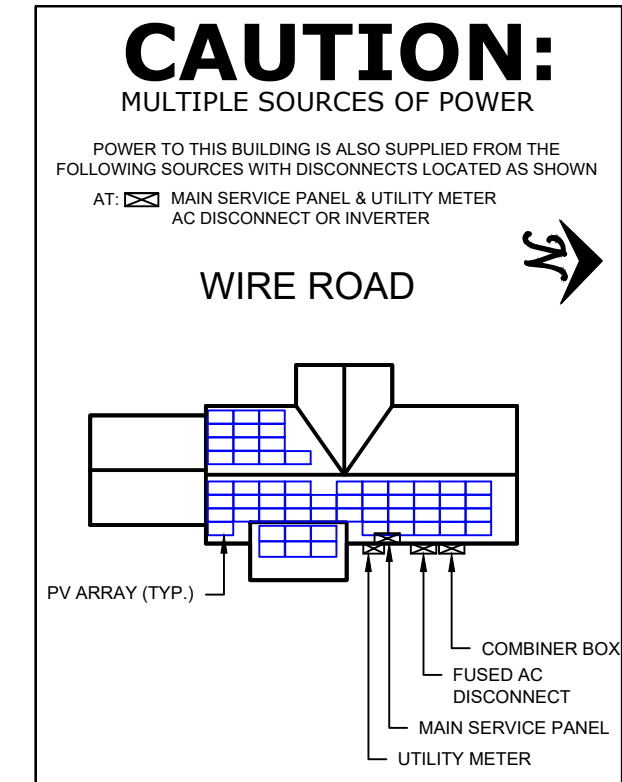 CAUTION:
MULTIPLE SOURCES OF POWER
POWER TO THIS BUILDING IS ALSO SUPPLIED FROM THE
FOLLOWING SOURCES WITH DISCONNECTS LOCATED AS SHOWN
AT: MAIN SERVICE PANEL & UTILITY METER
AC DISCONNECT OR INVERTER
N
WIRE ROAD
PV ARRAY (TYP.)
COMBINER BOX
FUSED AC
DISCONNECT
MAIN SERVICE PANEL
UTILITY METER